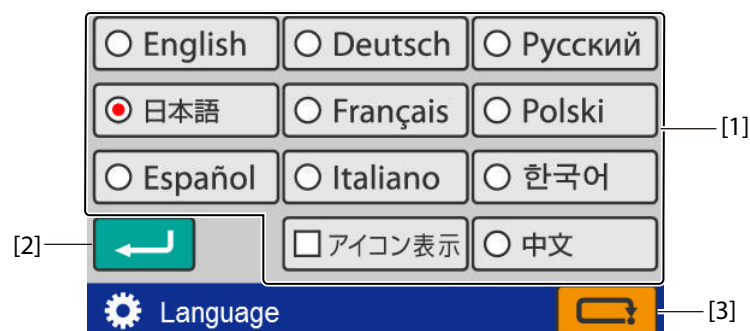 English Deutsch Русский
日本語 Français Polski
[1]
Español Italiano 한국어
[2] アイコン表示 中文
Language [3]